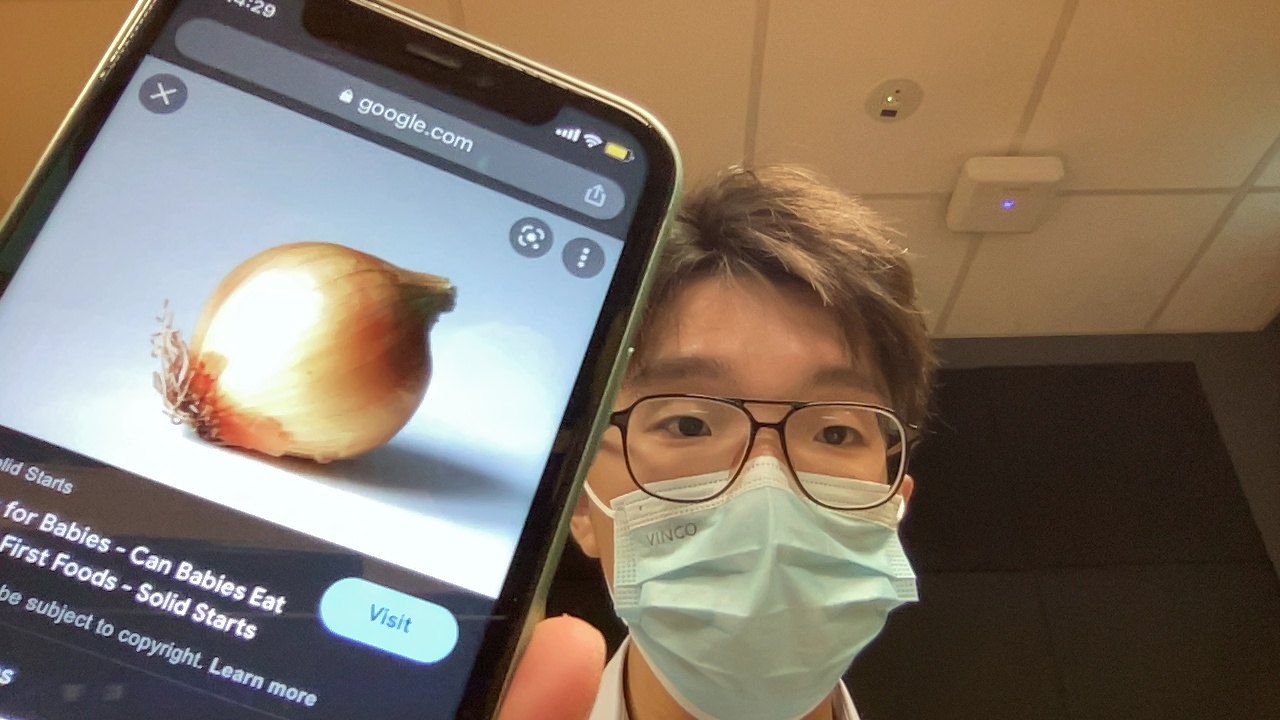 4:29
google.com
Solid Starts
for Babies - Can Babies Eat
First Foods - Solid Starts
Visit
be subject to copyright. Learn more
VINCO